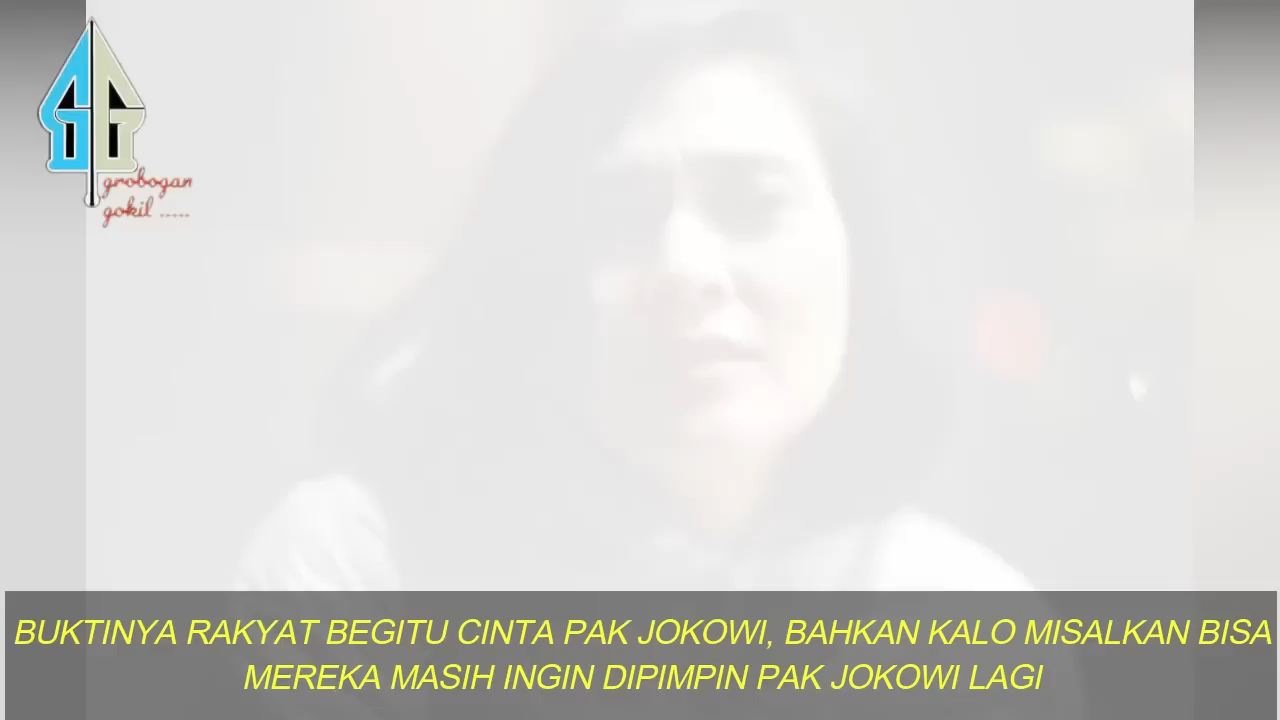 GG
grobogan
gokil .....
BUKTINYA RAKYAT BEGITU CINTA PAK JOKOWI, BAHKAN KALO MISALKAN BISA
MEREKA MASIH INGIN DIPIMPIN PAK JOKOWI LAGI